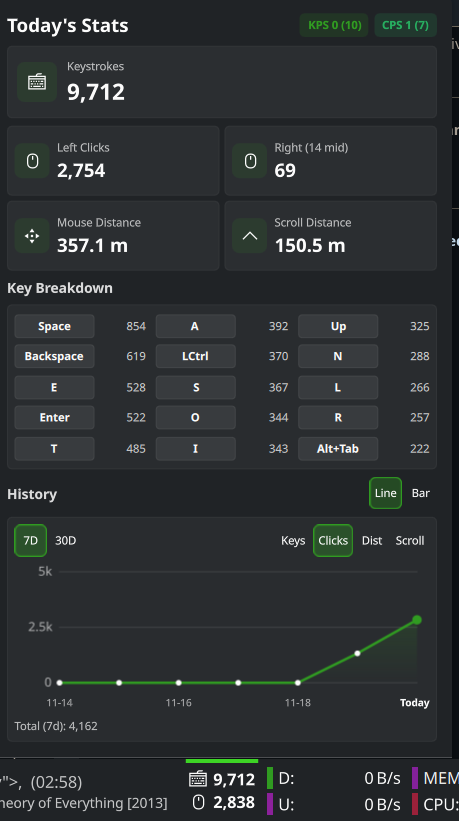 Today's Stats KPS 0 (10) CPS 1 (7)
Keystrokes
9,712
Left Clicks Right (14 mid)
2,754 69
Mouse Distance Scroll Distance
357.1 m 150.5 m
Key Breakdown
Space 854 A 392 Up 325
Backspace 619 LCtrl 370 N 288
E 528 S 367 L 266
Enter 522 O 344 R 257
T 485 I 343 Alt+Tab 222
History Line Bar
7D 30D Keys Clicks Dist Scroll
5k
2.5k
0
11-14 11-16 11-18 Today
Total (7d): 4,162
">, (02:58) 9,712 D: 0 B/s MEM
heory of Everything [2013] 2,838 U: 0 B/s CPU: